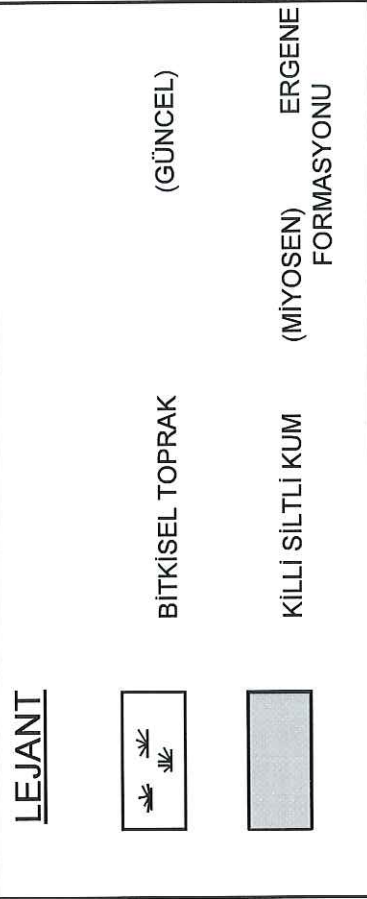 LEJANT
BİTKİSEL TOPRAK (GÜNCEL)
KİLLİ SİLTLİ KUM (MİYOSEN) ERGENE
FORMASYONU